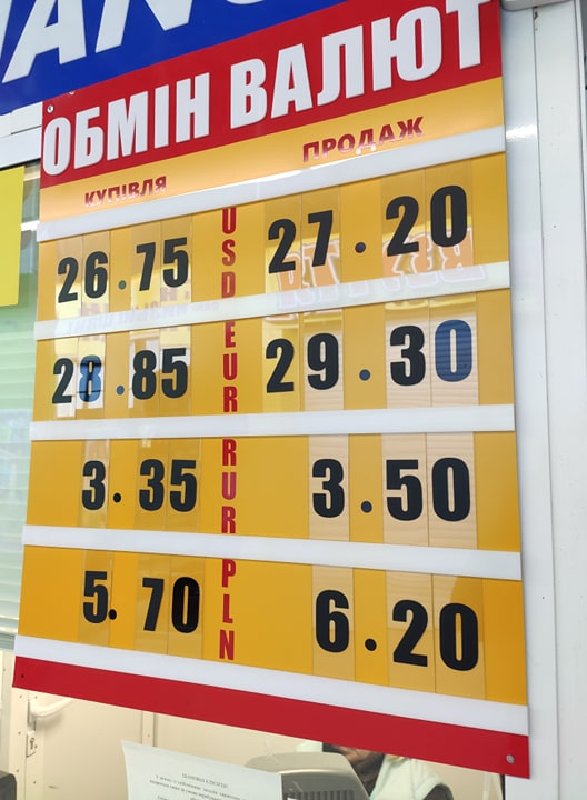 ОБМІН ВАЛЮТ
КУПІВЛЯ ПРОДАЖ
26.75 USD 27.20
28.85 EUR 29.30
3.35 RUR 3.50
5.70 PLN 6.20